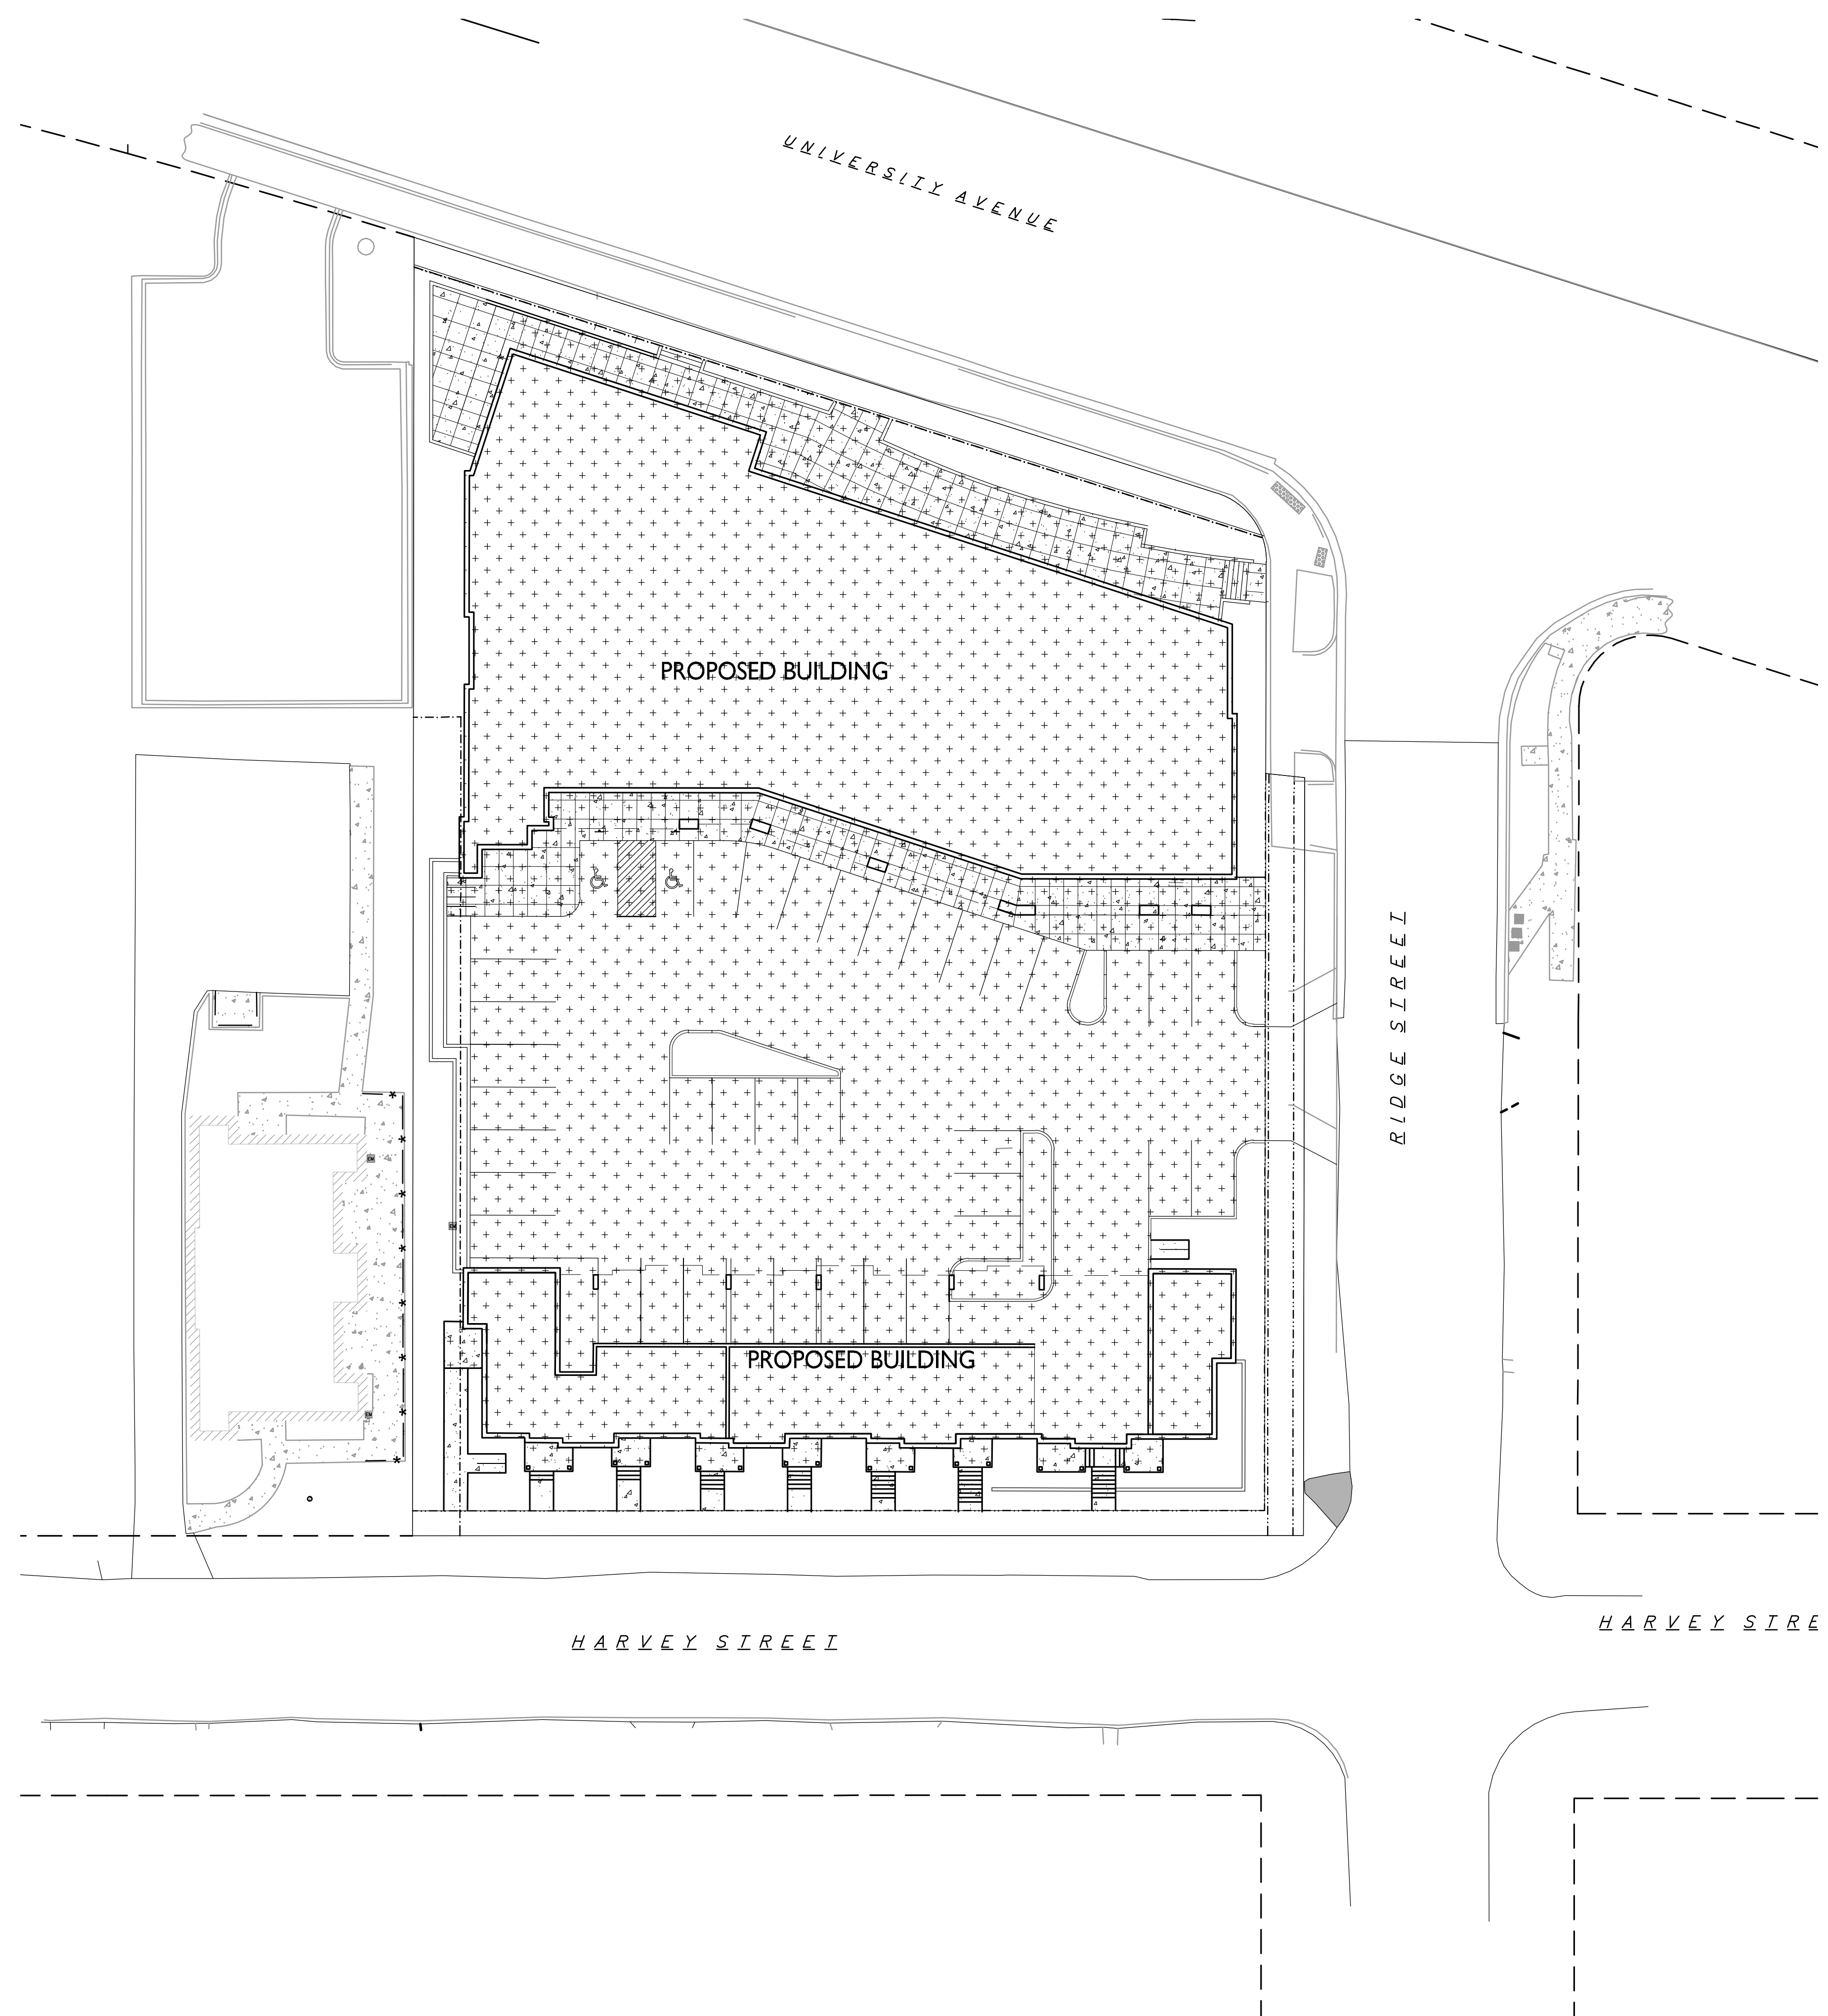 UNIVERSITY AVENUE
PROPOSED BUILDING
RIDGE STREET
PROPOSED BUILDING
HARVEY STREET
HARVEY STRE